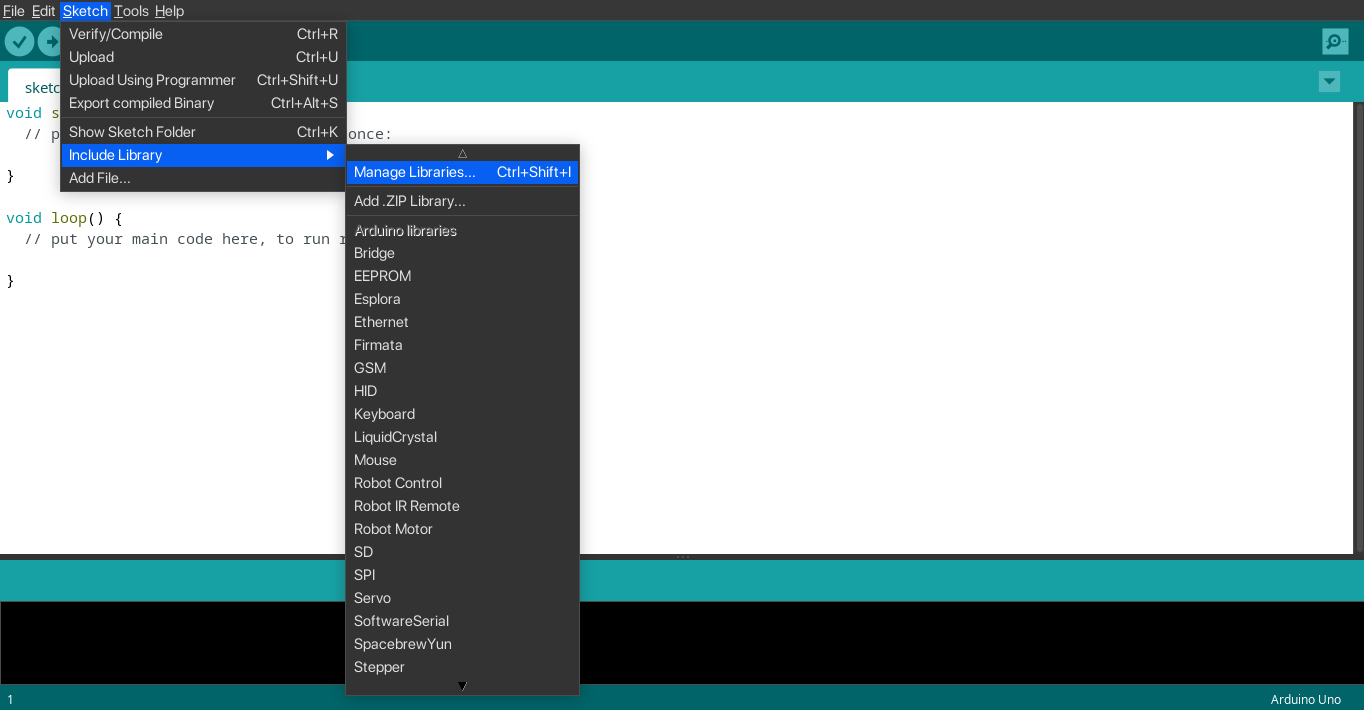 File Edit Sketch Tools Help
Verify/Compile Ctrl+R
Upload Ctrl+U
Upload Using Programmer Ctrl+Shift+U
Export compiled Binary Ctrl+Alt+S
Show Sketch Folder Ctrl+K
Include Library
Add File...
Manage Libraries... Ctrl+Shift+I
Add .ZIP Library...
Arduino libraries
Bridge
EEPROM
Esplora
Ethernet
Firmata
GSM
HID
Keyboard
LiquidCrystal
Mouse
Robot Control
Robot IR Remote
Robot Motor
SD
SPI
Servo
SoftwareSerial
SpacebrewYun
Stepper
void
// once:
}
void loop() {
// put your main code here, to run
}
1
Arduino Uno